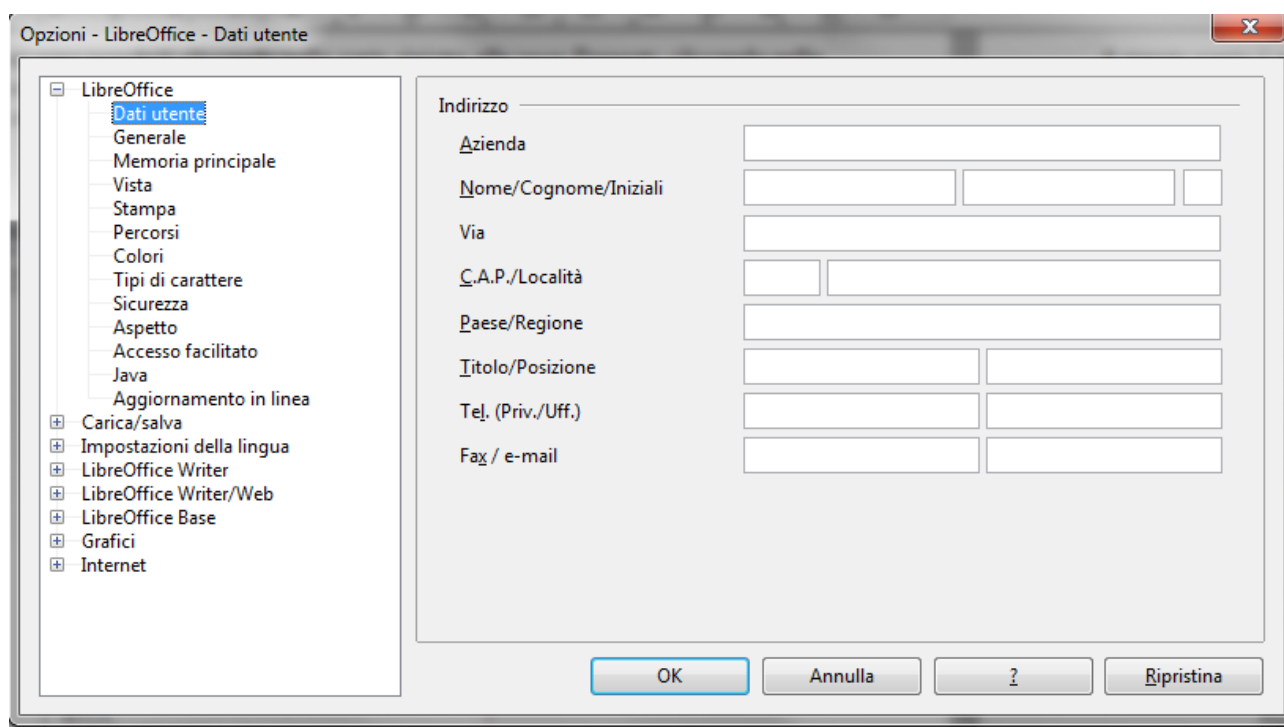 Opzioni - LibreOffice - Dati utente
LibreOffice
Dati utente
Generale
Memoria principale
Vista
Stampa
Percorsi
Colori
Tipi di carattere
Sicurezza
Aspetto
Accesso facilitato
Java
Aggiornamento in linea
Carica/salva
Impostazioni della lingua
LibreOffice Writer
LibreOffice Writer/Web
LibreOffice Base
Grafici
Internet
Indirizzo
Azienda
Nome/Cognome/Iniziali
Via
C.A.P./Località
Paese/Regione
Titolo/Posizione
Tel. (Priv./Uff.)
Fax / e-mail
OK Annulla ? Ripristina